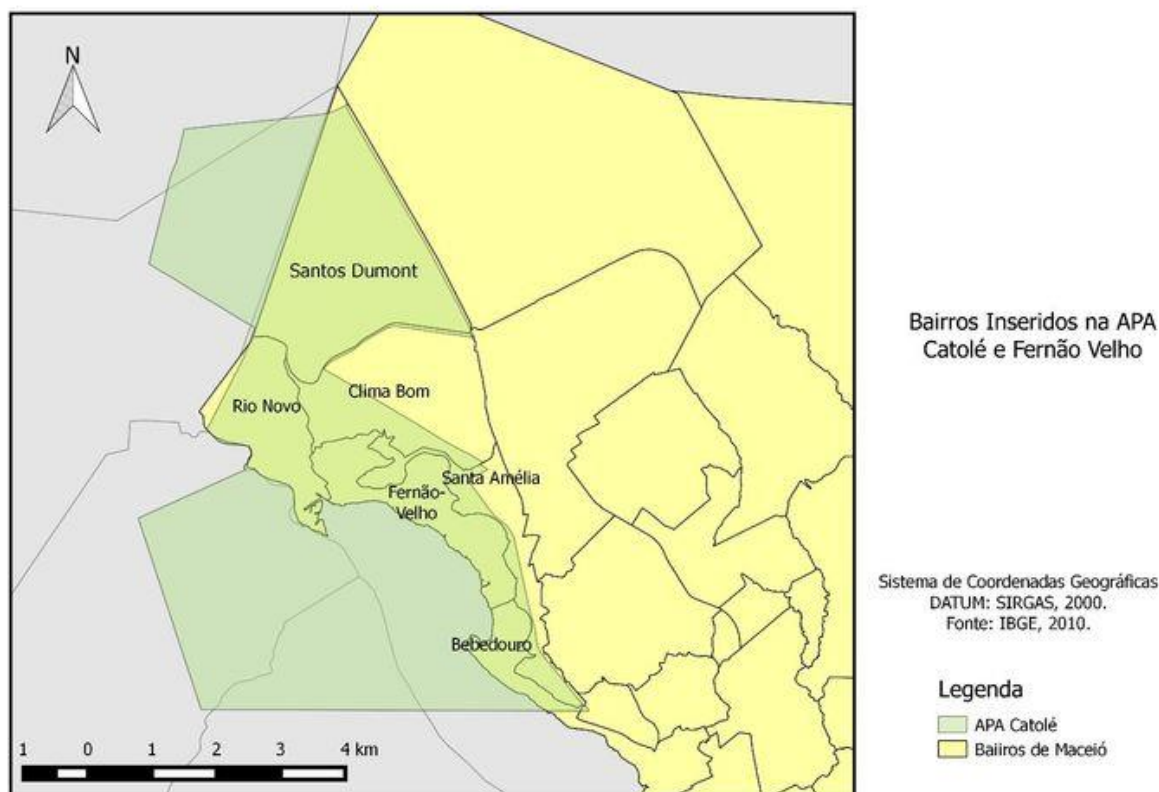 N
Santos Dumont
Clima Bom
Rio Novo
Santa Amélia
Fernão-
Velho
Bebedouro
1 0 1 2 3 4 km
Bairros Inseridos na APA
Catolé e Fernão Velho
Sistema de Coordenadas Geográficas
DATUM: SIRGAS, 2000.
Fonte: IBGE, 2010.
Legenda
APA Catolé
Baiiros de Maceió